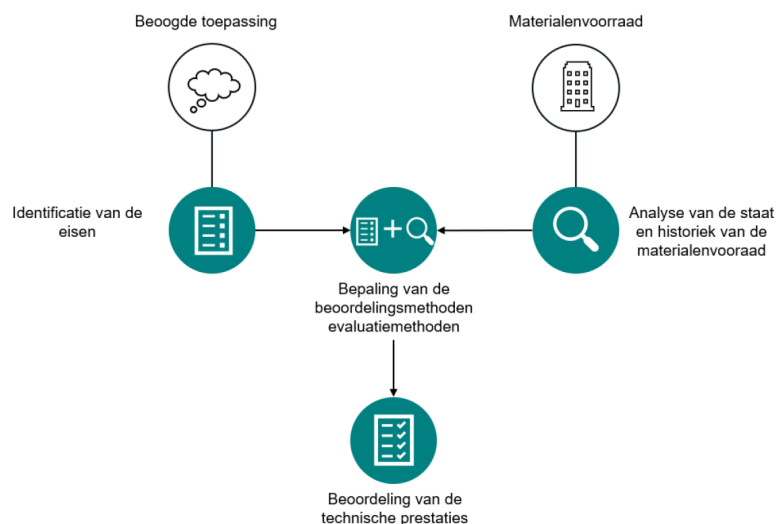 Beoogde toepassing
Materialenvoorraad
Identificatie van de
eisen
Analyse van de staat
en historiek van de
materialenvooraad
Bepaling van de
beoordelingsmethoden
evaluatiemethoden
Beoordeling van de
technische prestaties